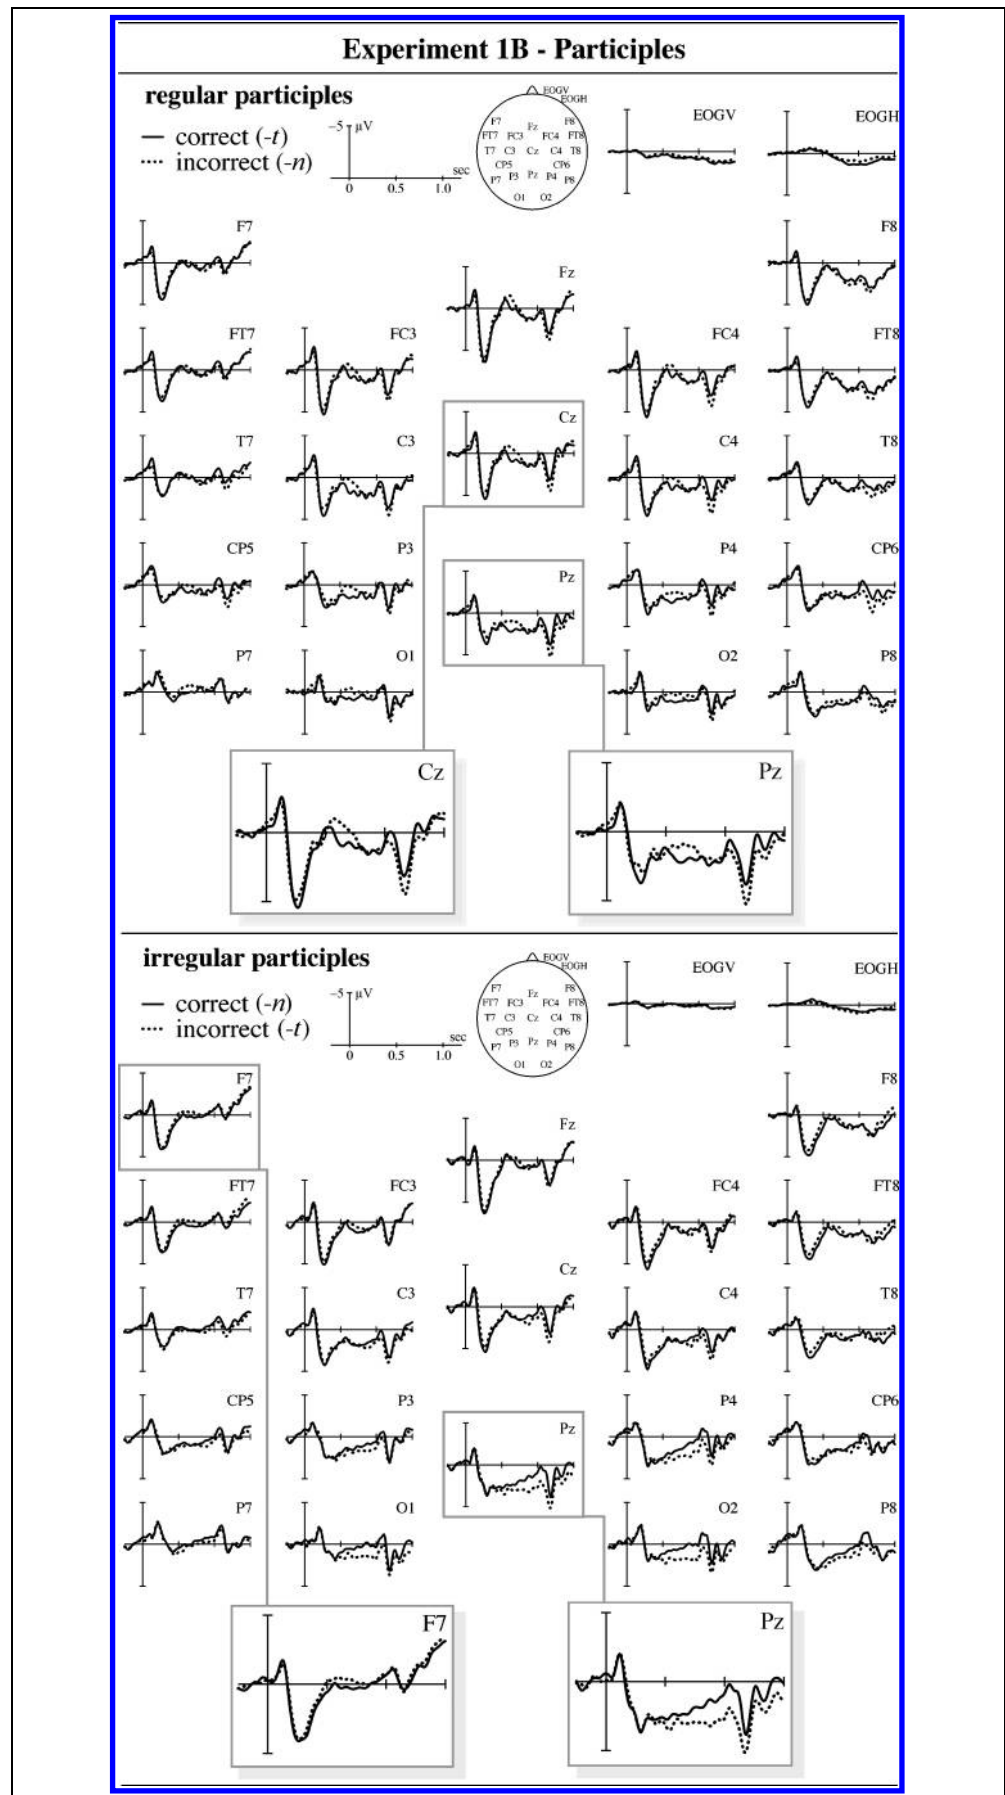 Experiment 1B - Participles
regular participles
correct (-t)
incorrect (-n)
−5 µV
sec
0 0.5 1.0
EOGV
EOGH
F7 Fz F8
FT7 FC3 FC4 FT8
T7 C3 Cz C4 T8
CP5 CP6
P7 P3 Pz P4 P8
O1 O2
EOGV EOGH
F7 F8
Fz
FT7 FC3 FC4 FT8
Cz
T7 C3 C4 T8
CP5 P3 P4 CP6
Pz
P7 O1 O2 P8
Cz Pz
irregular participles
correct (-n)
incorrect (-t)
−5 µV
sec
0 0.5 1.0
EOGV
EOGH
F7 Fz F8
FT7 FC3 FC4 FT8
T7 C3 Cz C4 T8
CP5 CP6
P7 P3 Pz P4 P8
O1 O2
EOGV EOGH
F7 F8
Fz
FT7 FC3 FC4 FT8
Cz
T7 C3 C4 T8
CP5 P3 P4 CP6
Pz
P7 O1 O2 P8
F7 Pz